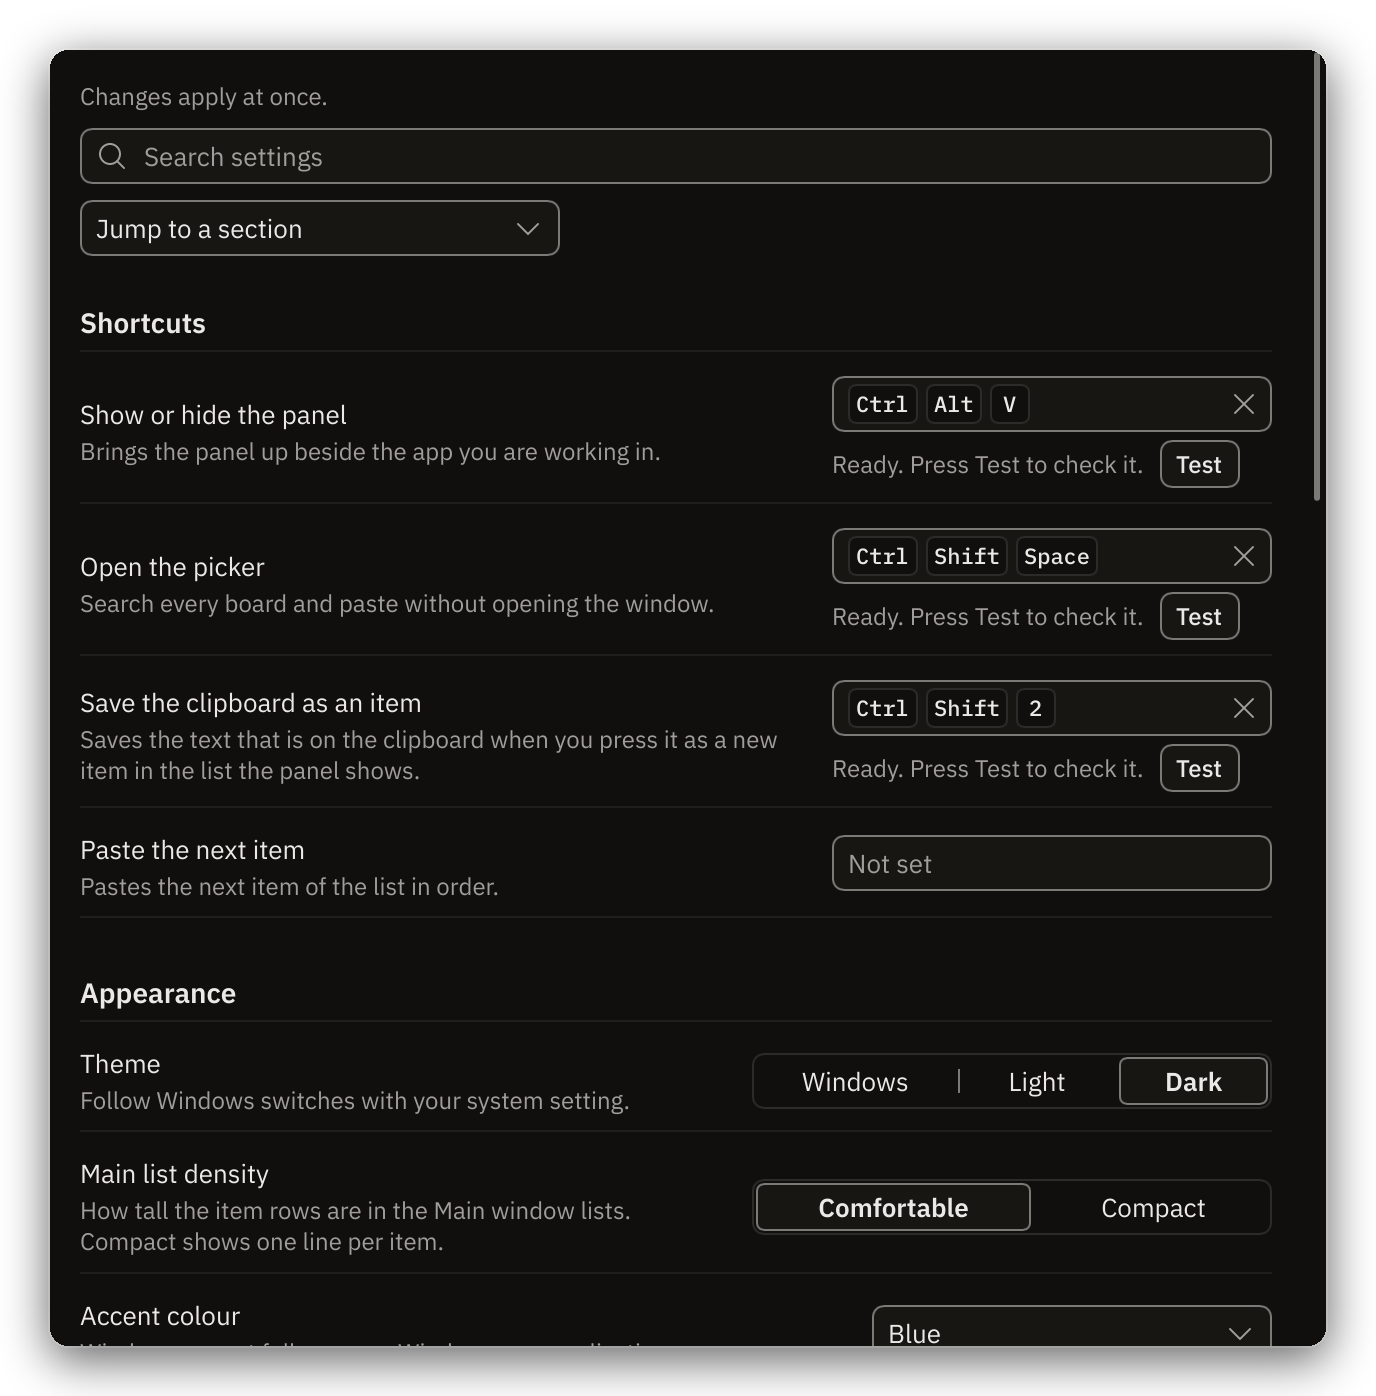 Changes apply at once.
Search settings
Jump to a section
Shortcuts
Show or hide the panel
Brings the panel up beside the app you are working in.
Ctrl Alt V
Ready. Press Test to check it. Test
Open the picker
Search every board and paste without opening the window.
Ctrl Shift Space
Ready. Press Test to check it. Test
Save the clipboard as an item
Saves the text that is on the clipboard when you press it as a new
item in the list the panel shows.
Ctrl Shift 2
Ready. Press Test to check it. Test
Paste the next item
Pastes the next item of the list in order.
Not set
Appearance
Theme
Follow Windows switches with your system setting.
Windows Light Dark
Main list density
How tall the item rows are in the Main window lists.
Compact shows one line per item.
Comfortable Compact
Accent colour
Blue